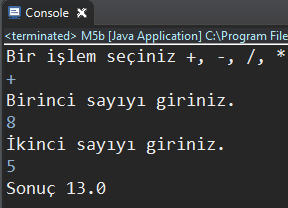 Console
<terminated> M5b [Java Application] C:\Program File
Bir işlem seçiniz +, -, /, *
+
Birinci sayıyı giriniz.
8
İkinci sayıyı giriniz.
5
Sonuç 13.0